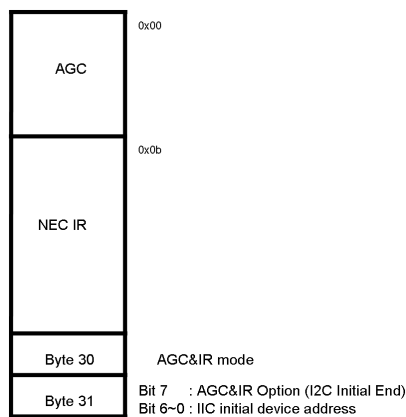 0x00
AGC
0x0b
NEC IR
Byte 30 AGC&IR mode
Byte 31 Bit 7 : AGC&IR Option (I2C Initial End)
Bit 6~0 : IIC initial device address